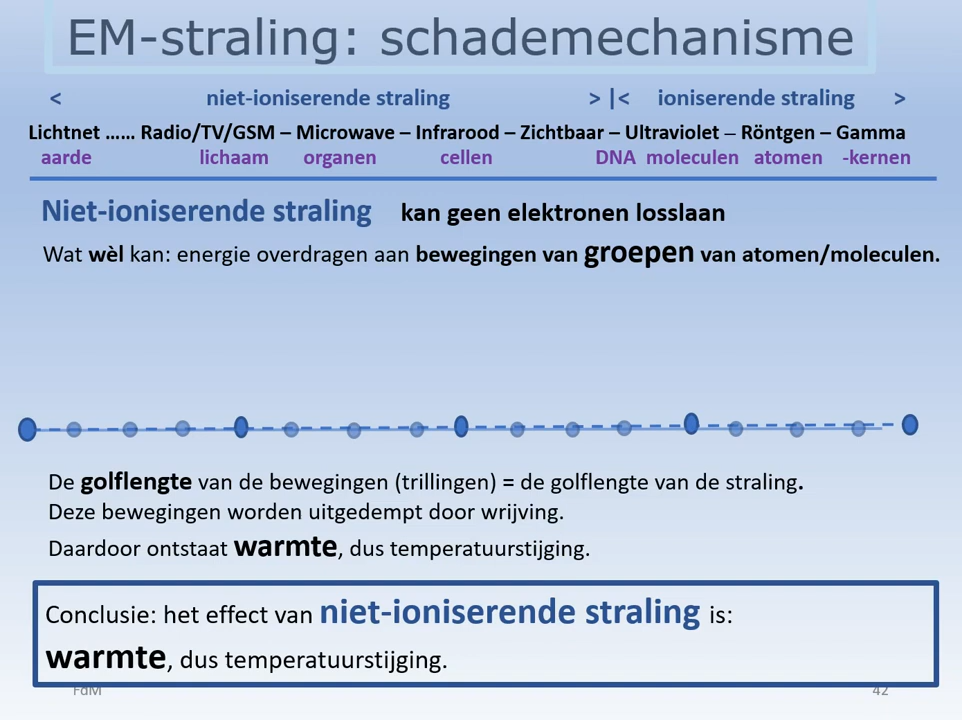 EM-straling: schademechanisme
< niet-ioniserende straling > |< ioniserende straling >
Lichtnet ...... Radio/TV/GSM – Microwave – Infrarood – Zichtbaar – Ultraviolet – Röntgen – Gamma
aarde lichaam organen cellen DNA moleculen atomen -kernen
Niet-ioniserende straling kan geen elektronen losslaan
Wat wèl kan: energie overdragen aan bewegingen van groepen van atomen/moleculen.
De golflengte van de bewegingen (trillingen) = de golflengte van de straling.
Deze bewegingen worden uitgedempt door wrijving.
Daardoor ontstaat warmte, dus temperatuurstijging.
Conclusie: het effect van niet-ioniserende straling is:
warmte, dus temperatuurstijging.
FdM 42